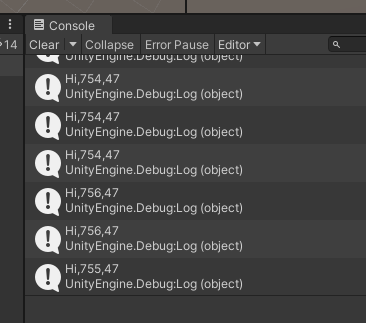 Console
14
Clear
Collapse
Error Pause
Editor
UnityEngine.Debug:Log (object)
Hi,754,47
UnityEngine.Debug:Log (object)
Hi,754,47
UnityEngine.Debug:Log (object)
Hi,754,47
UnityEngine.Debug:Log (object)
Hi,756,47
UnityEngine.Debug:Log (object)
Hi,756,47
UnityEngine.Debug:Log (object)
Hi,755,47
UnityEngine.Debug:Log (object)